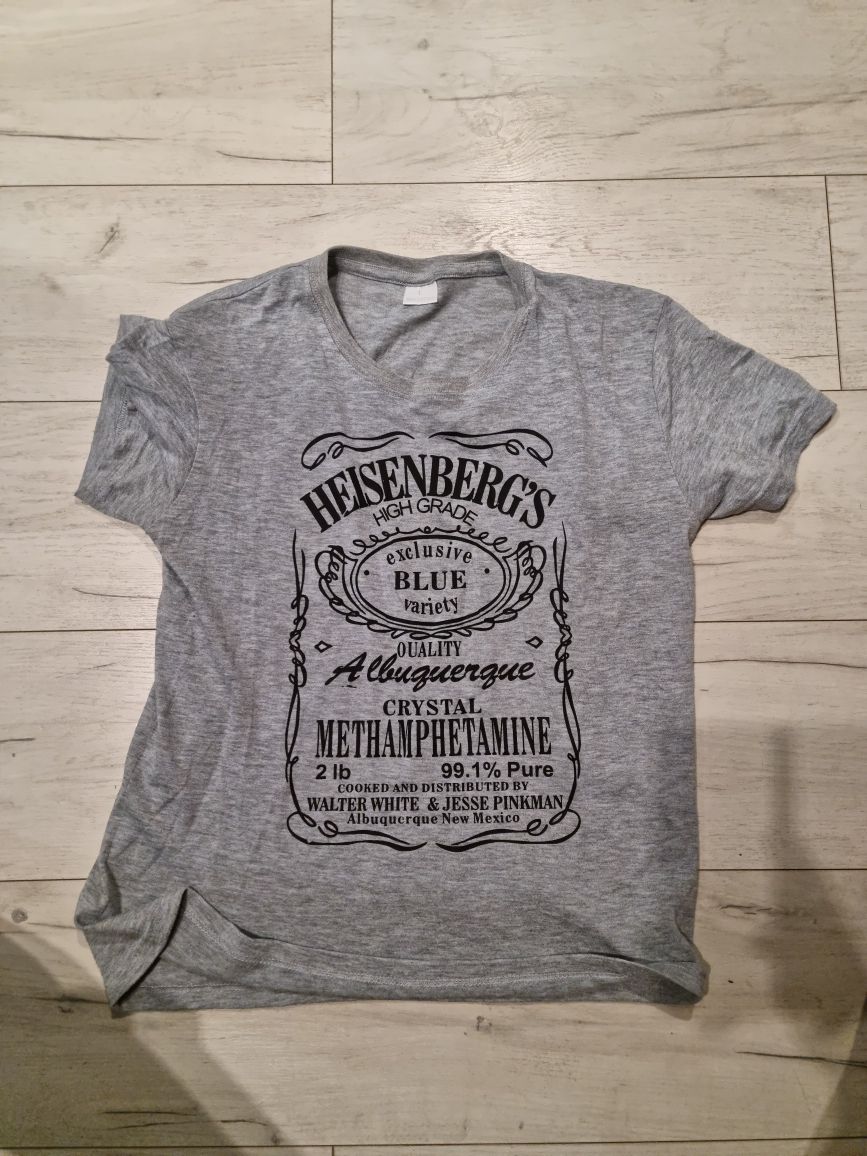 HEISENBERG'S
HIGH GRADE
exclusive
• BLUE •
variety
QUALITY
Albuquerque
CRYSTAL
METHAMPHETAMINE
2 lb 99.1% Pure
COOKED AND DISTRIBUTED BY
WALTER WHITE & JESSE PINKMAN
Albuquerque New Mexico